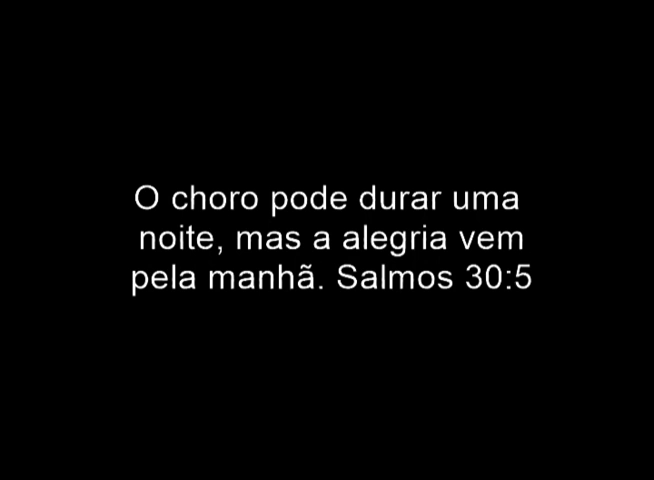 O choro pode durar uma
noite, mas a alegria vem
pela manhã. Salmos 30:5